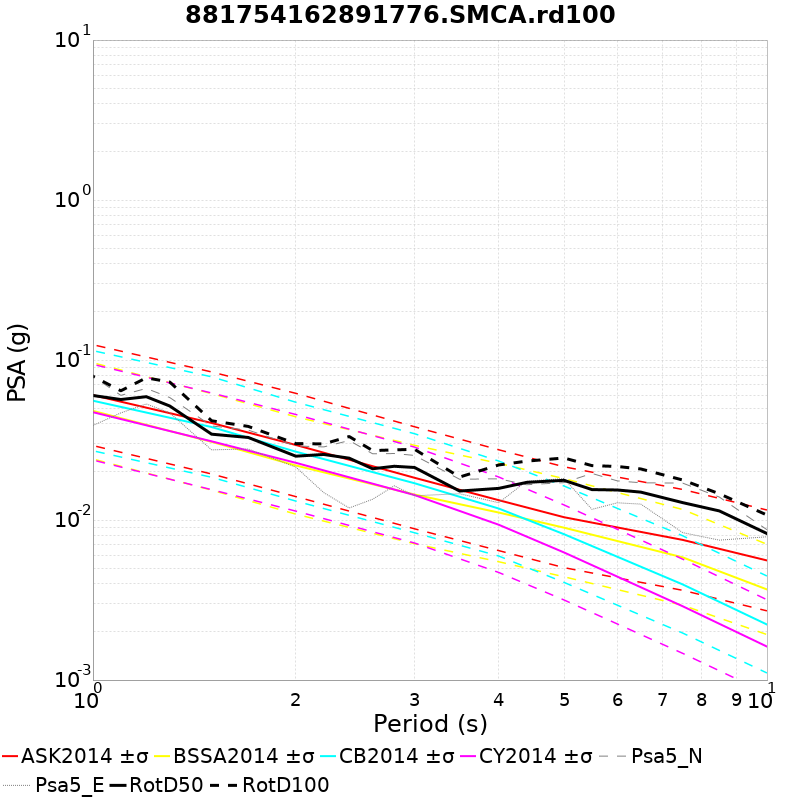 881754162891776.SMCA.rd100
10^1
10^0
10^-1
10^-2
10^-3
PSA (g)
10^0 2 3 4 5 6 7 8 9 10^1
Period (s)
ASK2014 ±σ BSSA2014 ±σ CB2014 ±σ CY2014 ±σ Psa5_N
Psa5_E RotD50 RotD100